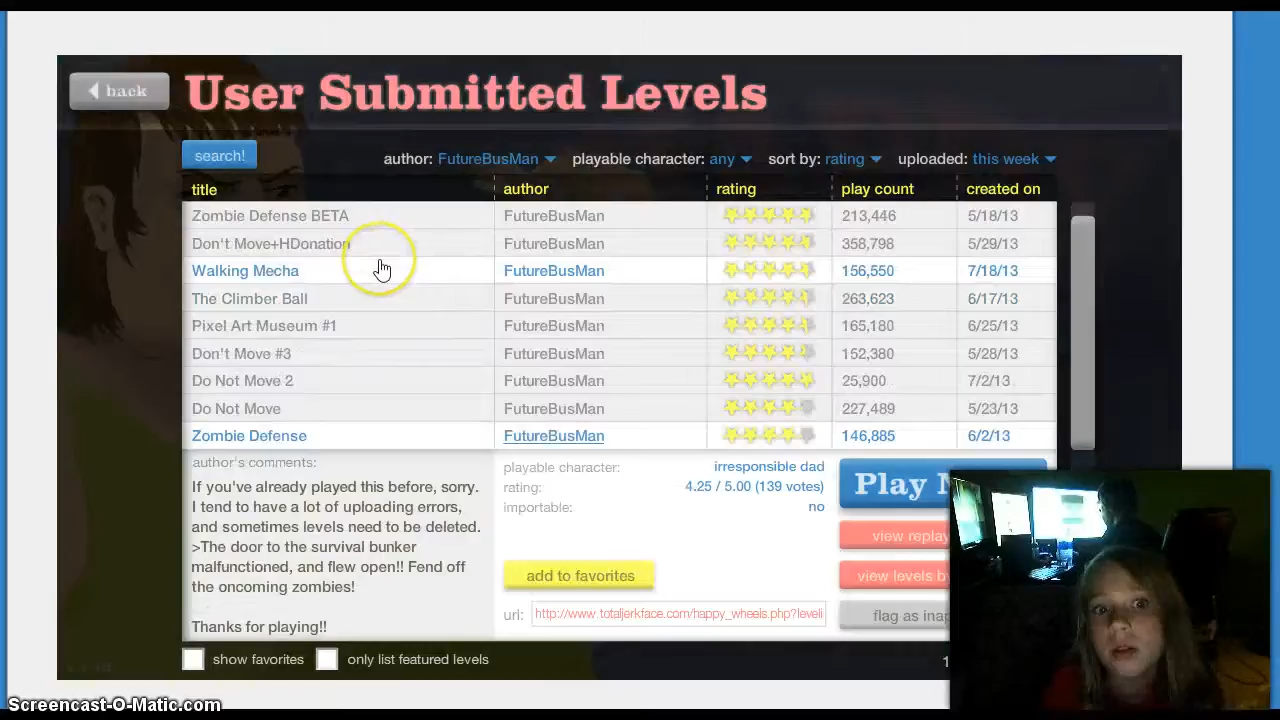 back
User Submitted Levels
search!
author: FutureBusMan playable character: any sort by: rating uploaded: this week
title author rating play count created on
Zombie Defense BETA FutureBusMan 213,446 5/18/13
Don't Move+HDonation FutureBusMan 358,798 5/29/13
Walking Mecha FutureBusMan 156,550 7/18/13
The Climber Ball FutureBusMan 263,623 6/17/13
Pixel Art Museum #1 FutureBusMan 165,180 6/25/13
Don't Move #3 FutureBusMan 152,380 5/28/13
Do Not Move 2 FutureBusMan 25,900 7/2/13
Do Not Move FutureBusMan 227,489 5/23/13
Zombie Defense FutureBusMan 146,885 6/2/13
author's comments:
If you've already played this before, sorry.
I tend to have a lot of uploading errors,
and sometimes levels need to be deleted.
>The door to the survival bunker
malfunctioned, and flew open!! Fend off
the oncoming zombies!
Thanks for playing!!
playable character: irresponsible dad
rating: 4.25 / 5.00 (139 votes)
importable: no
add to favorites
url: http://www.totaljerkface.com/happy_wheels.php?leveli
Play
view replay
view levels
flag as
show favorites only list featured levels
Screencast-O-Matic.com